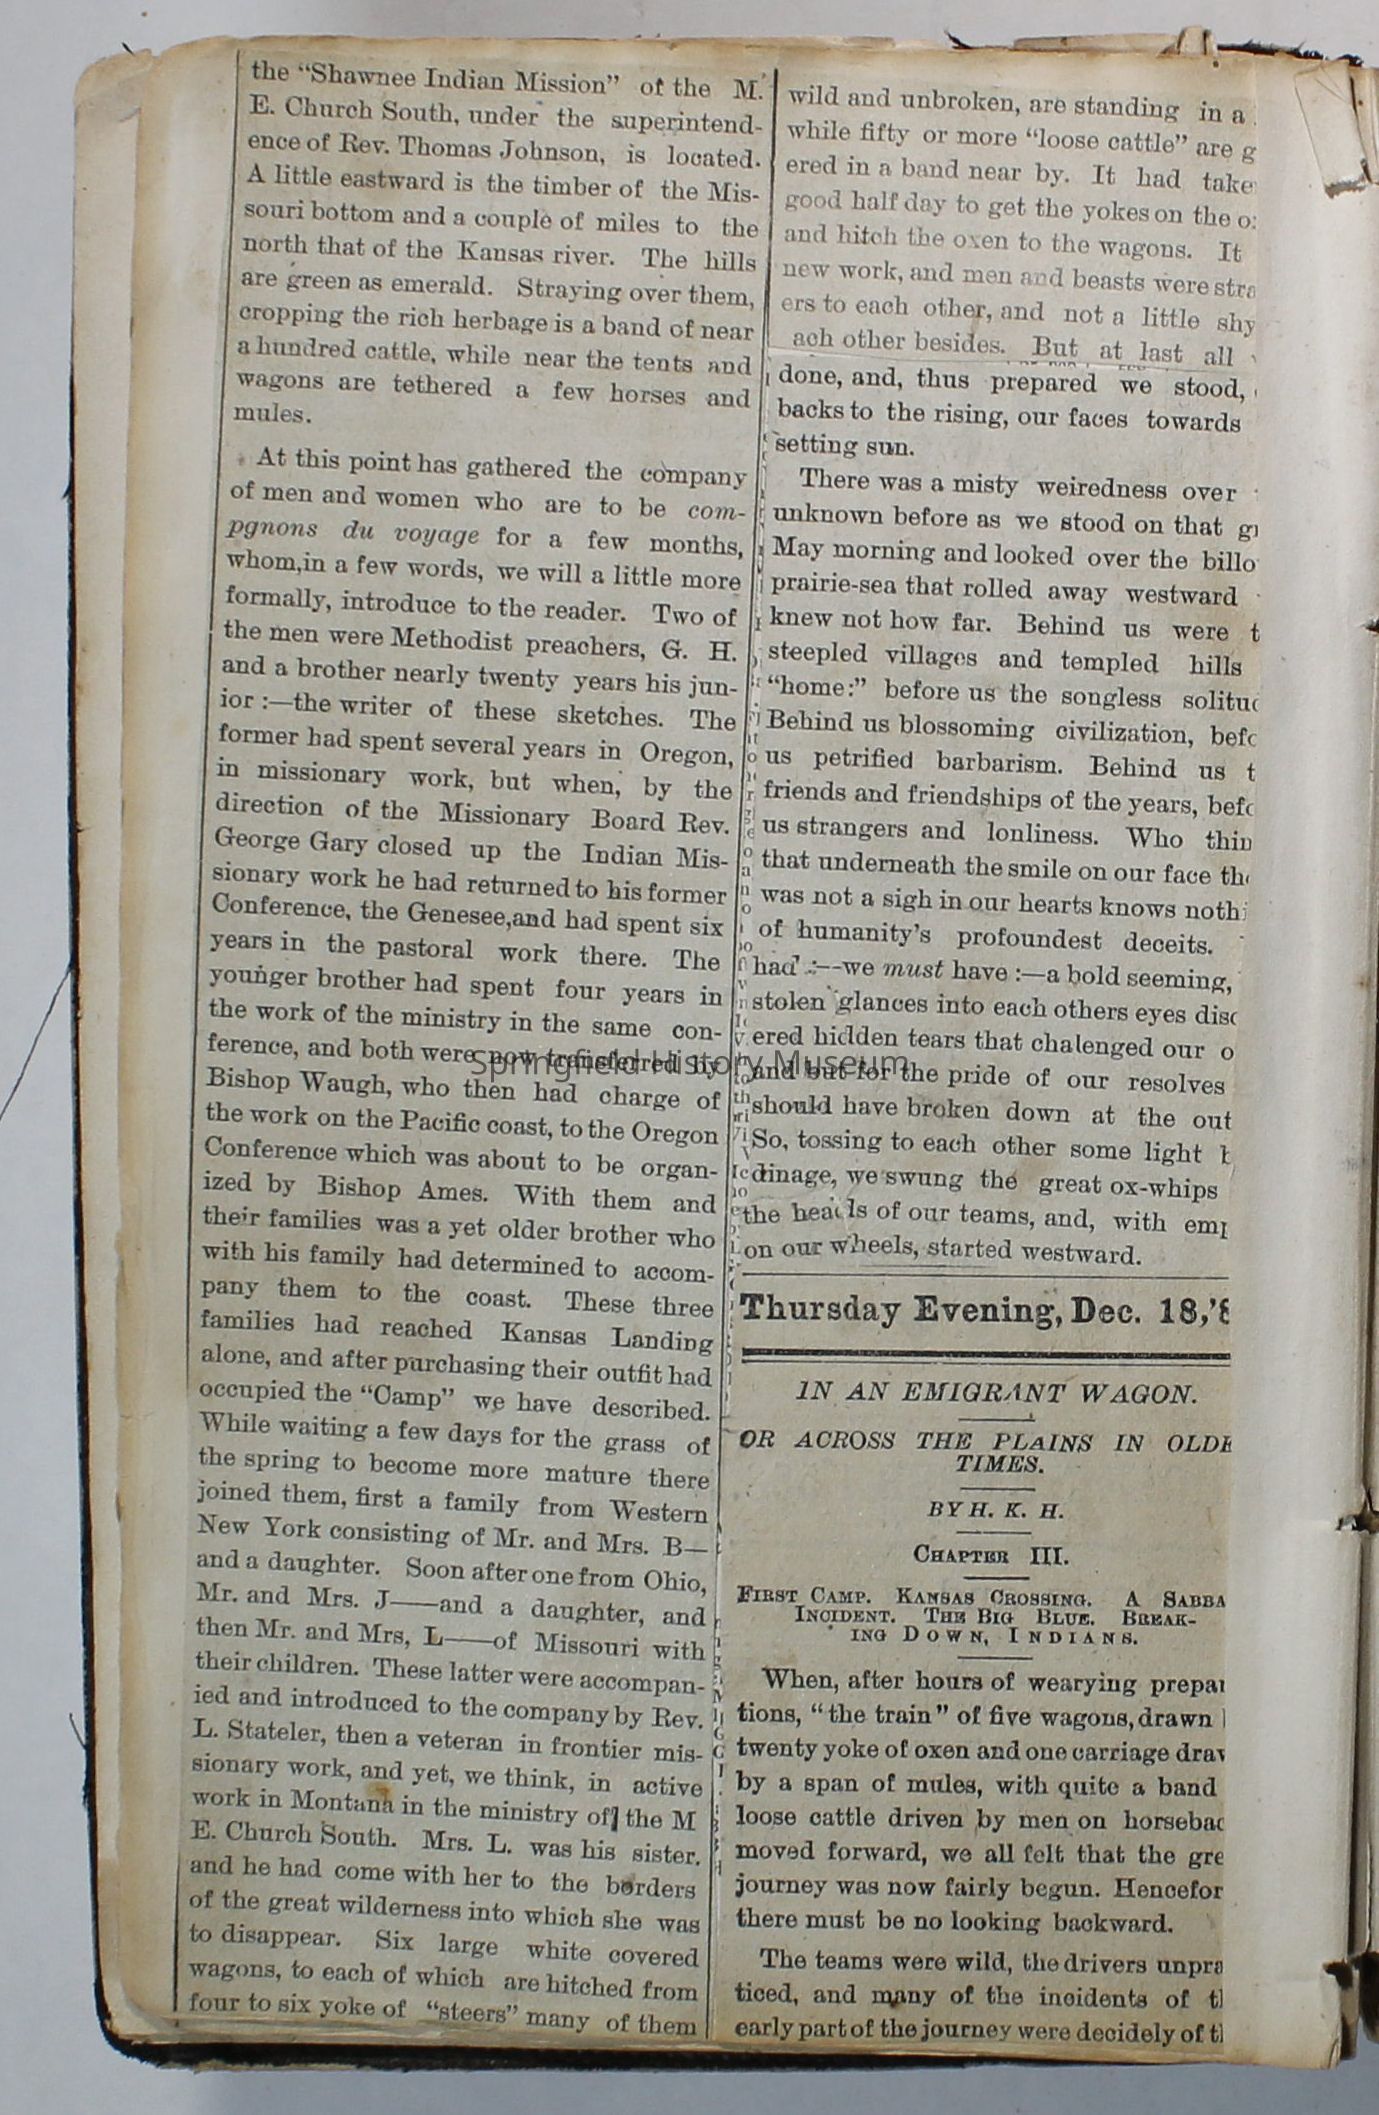 the “Shawnee Indian Mission” of the M.
E. Church South, under the superintend-
ence of Rev. Thomas Johnson, is located.
A little eastward is the timber of the Mis-
souri bottom and a couple of miles to the
north that of the Kansas river. The hills
are green as emerald. Straying over them,
cropping the rich herbage is a band of near
a hundred cattle, while near the tents and
wagons are tethered a few horses and
mules.
At this point has gathered the company
of men and women who are to be com-
pgnons du voyage for a few months,
whom,in a few words, we will a little more
formally, introduce to the reader. Two of
the men were Methodist preachers, G. H.
and a brother nearly twenty years his jun-
ior :—the writer of these sketches. The
former had spent several years in Oregon,
in missionary work, but when, by the
direction of the Missionary Board Rev.
George Gary closed up the Indian Mis-
sionary work he had returned to his former
Conference, the Genesee,and had spent six
years in the pastoral work there. The
younger brother had spent four years in
the work of the ministry in the same con-
ference, and both were now transferred by
Bishop Waugh, who then had charge of
the work on the Pacific coast, to the Oregon
Conference which was about to be organ-
ized by Bishop Ames. With them and
their families was a yet older brother who
with his family had determined to accom-
pany them to the coast. These three
families had reached Kansas Landing
alone, and after purchasing their outfit had
occupied the “Camp” we have described.
While waiting a few days for the grass of
the spring to become more mature there
joined them, first a family from Western
New York consisting of Mr. and Mrs. B—
and a daughter. Soon after one from Ohio,
Mr. and Mrs. J——and a daughter, and
then Mr. and Mrs, L——of Missouri with
their children. These latter were accompan-
ied and introduced to the company by Rev.
L. Stateler, then a veteran in frontier mis-
sionary work, and yet, we think, in active
work in Montana in the ministry of the M
E. Church South. Mrs. L. was his sister.
and he had come with her to the borders
of the great wilderness into which she was
to disappear. Six large white covered
wagons, to each of which are hitched from
four to six yoke of “steers” many of them
wild and unbroken, are standing in a
while fifty or more “loose cattle” are g
ered in a band near by. It had take
good half day to get the yokes on the o
and hitch the oxen to the wagons. It
new work, and men and beasts were stra
ers to each other, and not a little shy
ach other besides. But at last all
done, and, thus prepared we stood,
backs to the rising, our faces towards
setting sun.
There was a misty weiredness over
unknown before as we stood on that
May morning and looked over the billo
prairie-sea that rolled away westward
knew not how far. Behind us were t
steepled villages and templed hills
“home:” before us the songless solitud
Behind us blossoming civilization, befo
us petrified barbarism. Behind us t
friends and friendships of the years, befo
us strangers and lonliness. Who thin
that underneath the smile on our face the
was not a sigh in our hearts knows nothi
of humanity’s profoundest deceits.
had :--we must have :—a bold seeming,
stolen glances into each others eyes disc
ered hidden tears that chalenged our o
and but for the pride of our resolves
should have broken down at the out
So, tossing to each other some light b
dinage, we swung the great ox-whips
the heads of our teams, and, with emp
on our wheels, started westward.
Thursday Evening, Dec. 18,’8
IN AN EMIGRANT WAGON.
OR ACROSS THE PLAINS IN OLDE
TIMES.
BY H. K. H.
CHAPTER III.
FIRST CAMP. KANSAS CROSSING. A SABBA
INCIDENT. THE BIG BLUE. BREAK-
ING DOWN, INDIANS.
When, after hours of wearying prepar
tions, “the train” of five wagons, drawn
twenty yoke of oxen and one carriage draw
by a span of mules, with quite a band
loose cattle driven by men on horsebac
moved forward, we all felt that the gre
journey was now fairly begun. Hencefor
there must be no looking backward.
The teams were wild, the drivers unpra
ticed, and many of the incidents of tl
early part of the journey were decidely of tl
Springfield History Museum